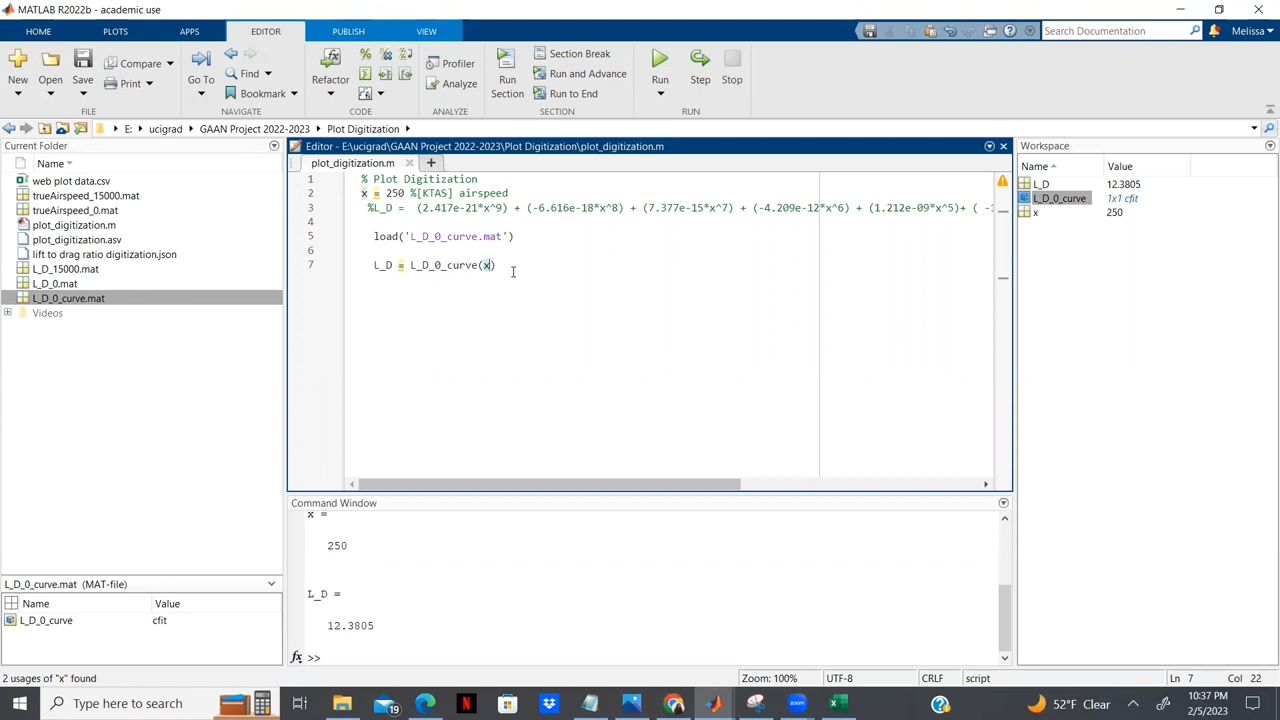 MATLAB R2022b - academic use
HOME PLOTS APPS EDITOR PUBLISH VIEW
Search Documentation
Melissa
New
Open
Save
Compare
Print
Go To
Find
Bookmark
Refactor
Profiler
Analyze
Run
Section
Section Break
Run and Advance
Run to End
Run
Step
Stop
FILE NAVIGATE CODE ANALYZE SECTION RUN
E: ucigrad GAAN Project 2022-2023 Plot Digitization
Current Folder
Name
web plot data.csv
trueAirspeed_15000.mat
trueAirspeed_0.mat
plot_digitization.m
plot_digitization.asv
lift to drag ratio digitization.json
L_D_15000.mat
L_D_0.mat
L_D_0_curve.mat
Videos
L_D_0_curve.mat (MAT-file)
Name Value
L_D_0_curve cfit
Editor - E:\ucigrad\GAAN Project 2022-2023\Plot Digitization\plot_digitization.m
plot_digitization.m
1 % Plot Digitization
2 x = 250 %[KTAS] airspeed
3 %L_D = (2.417e-21*x^9) + (-6.616e-18*x^8) + (7.377e-15*x^7) + (-4.209e-12*x^6) + (1.212e-09*x^5)+ ( -
4
5 load('L_D_0_curve.mat')
6
7 L_D = L_D_0_curve(x)
Command Window
x =
250
L_D =
12.3805
fx >>
Workspace
Name Value
L_D 12.3805
L_D_0_curve 1x1 cfit
x 250
2 usages of "x" found
Zoom: 100% UTF-8 CRLF script Ln 7 Col 22
Type here to search
19
zoom
52°F Clear
10:37 PM
2/5/2023